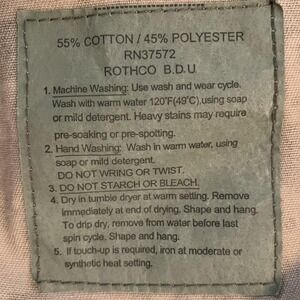 55% COTTON / 45% POLYESTER
RN37572
ROTHCO B.D.U.
1. Machine Washing: Use wash and wear cycle.
Wash with warm water 120°F(49°C),using soap
or mild detergent. Heavy stains may require
pre-soaking or pre-spotting.
2. Hand Washing: Wash in warm water, using
soap or mild detergent.
DO NOT WRING OR TWIST.
3. DO NOT STARCH OR BLEACH.
4. Dry in tumble dryer at warm setting. Remove
immediately at end of drying. Shape and hang.
To drip dry, remove from water before last
spin cycle. Shape and hang.
5. If touch-up is required, iron at moderate or
synthetic heat setting.